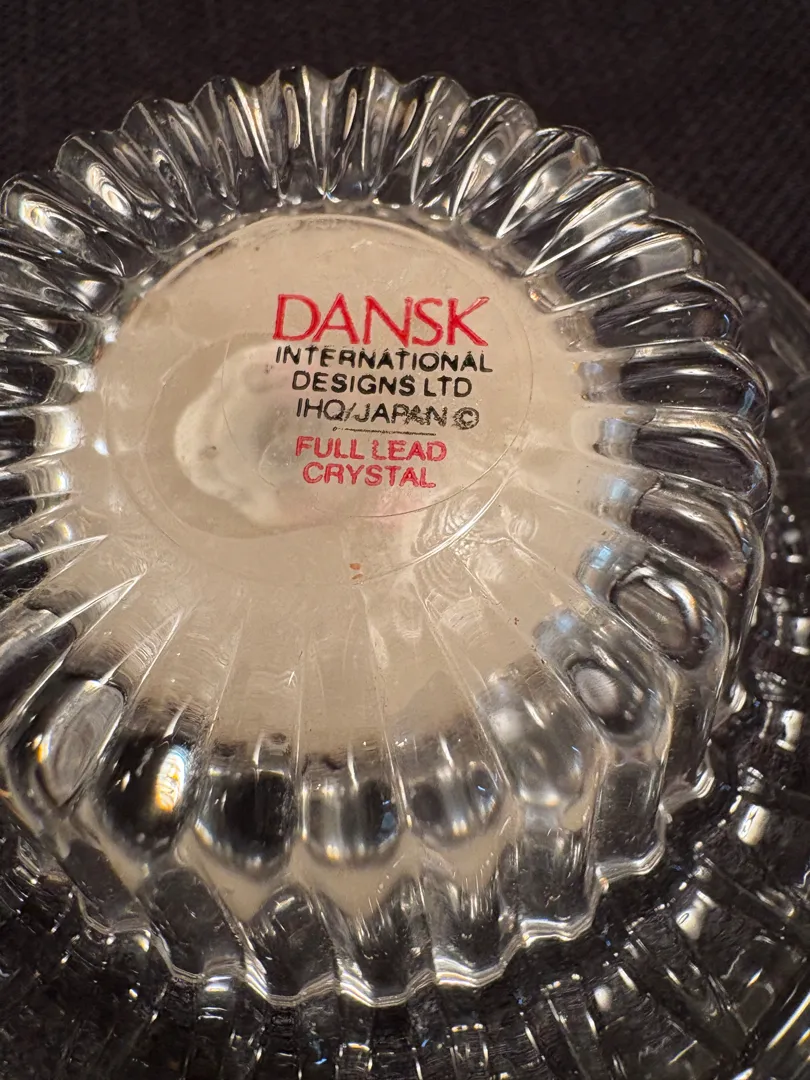 DANSK
INTERNATIONAL
DESIGNS LTD
IHQ/JAPAN ©
FULL LEAD
CRYSTAL